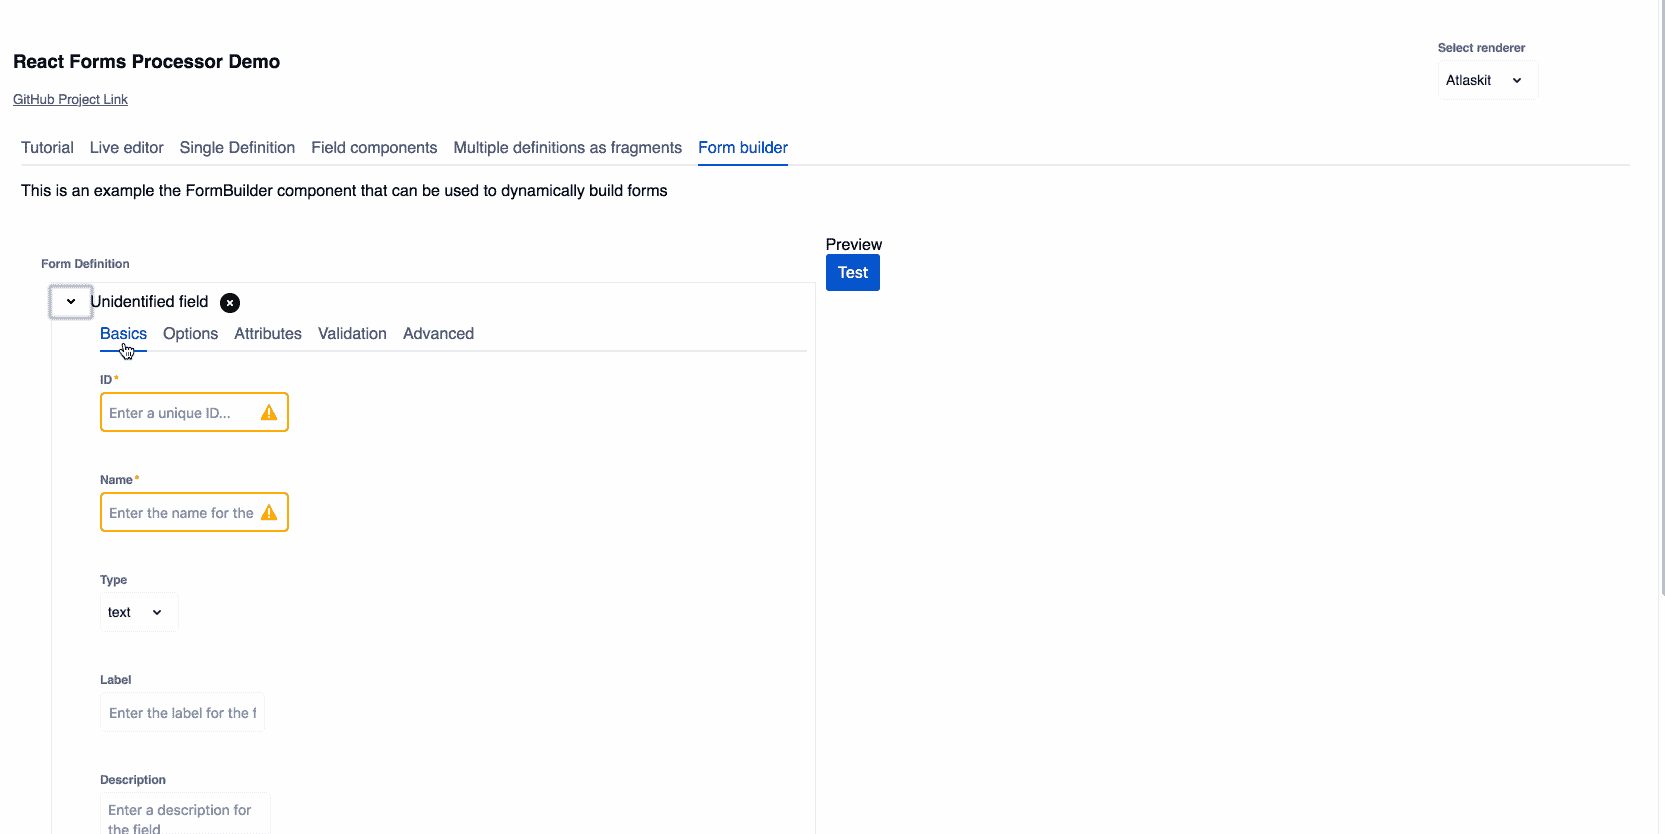 React Forms Processor Demo
Select renderer
GitHub Project Link
Atlaskit
Tutorial Live editor Single Definition Field components Multiple definitions as fragments Form builder
This is an example the FormBuilder component that can be used to dynamically build forms
Preview
Form Definition
Test
Unidentified field
Basics Options Attributes Validation Advanced
ID*
Enter a unique ID...
Name*
Enter the name for the
Type
text
Label
Enter the label for the f
Description
Enter a description for
the field